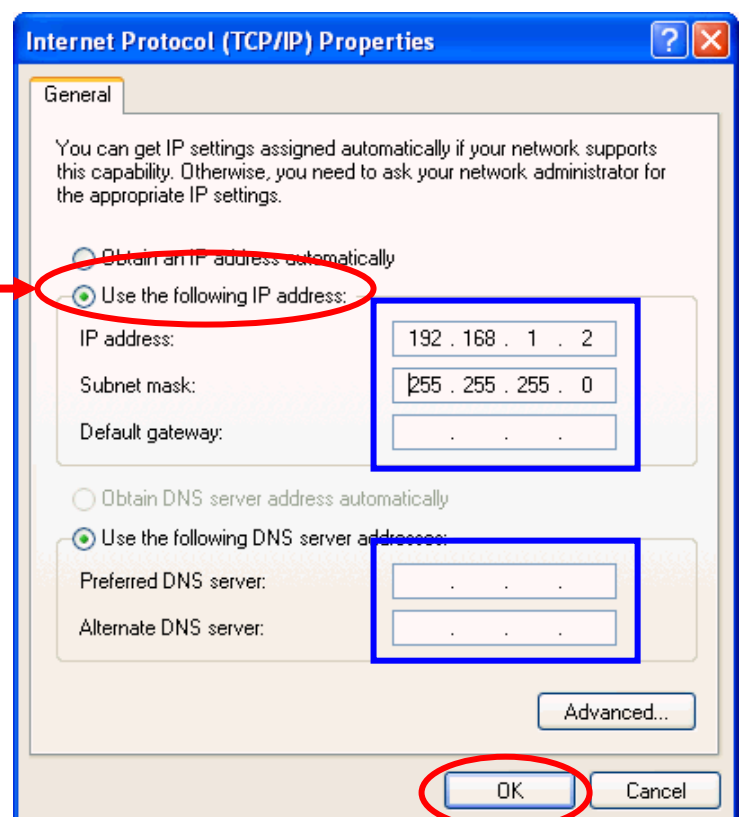 Internet Protocol (TCP/IP) Properties
?
General
You can get IP settings assigned automatically if your network supports
this capability. Otherwise, you need to ask your network administrator for
the appropriate IP settings.
Obtain an IP address automatically
Use the following IP address:
IP address: 192 . 168 . 1 . 2
Subnet mask: 255 . 255 . 255 . 0
Default gateway: . . .
Obtain DNS server address automatically
Use the following DNS server addresses:
Preferred DNS server: . . .
Alternate DNS server: . . .
Advanced...
OK Cancel